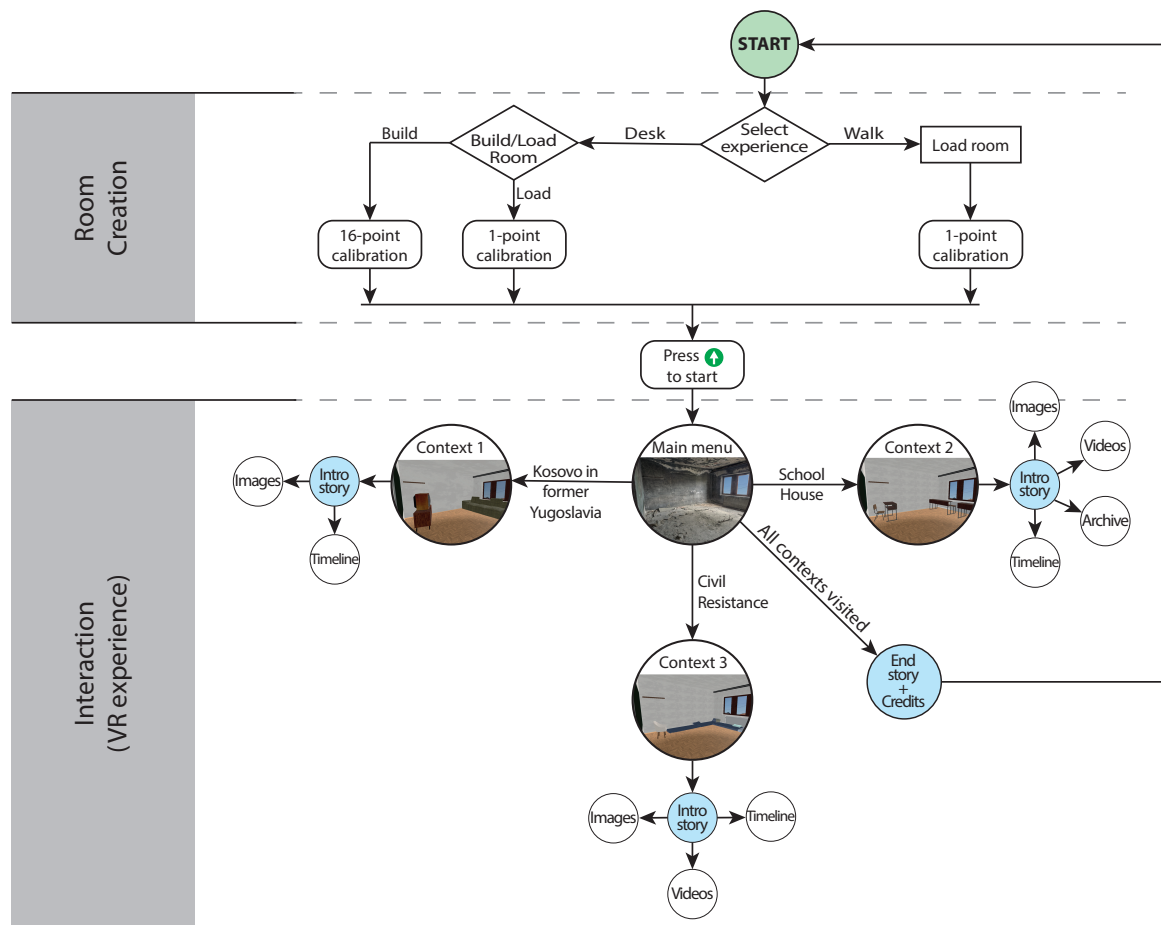 START
Room
Creation
Select
experience
Desk
Walk
Build/Load
Room
Build
Load
Load room
16-point
calibration
1-point
calibration
1-point
calibration
Press
to start
Interaction
(VR experience)
Main menu
Kosovo in
former
Yugoslavia
Context 1
Intro
story
Images
Timeline
School
House
Context 2
Intro
story
Images
Videos
Archive
Timeline
Civil
Resistance
Context 3
Intro
story
Images
Timeline
Videos
All contexts visited
End
story
+
Credits